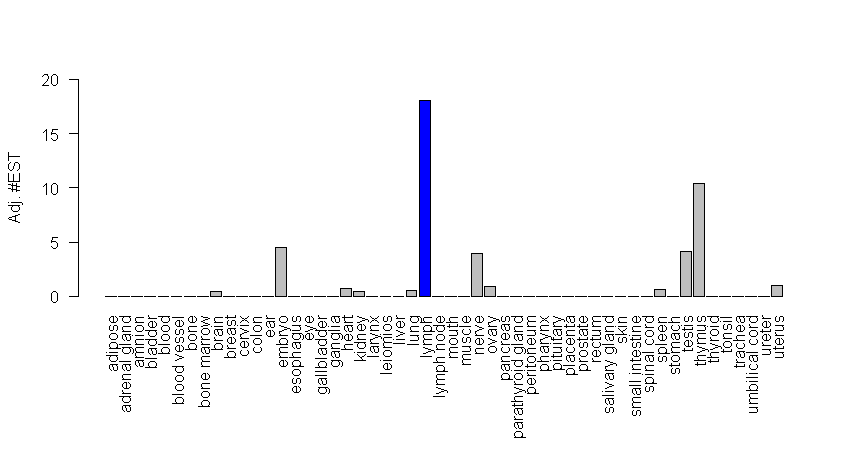 20
15
10
5
0
Adj. #EST
adipose
adrenal gland
amnion
bladder
blood
blood vessel
bone
bone marrow
brain
breast
cervix
colon
ear
embryo
esophagus
eye
gallbladder
ganglia
heart
kidney
larynx
leiomios
liver
lung
lymph
lymph node
mouth
muscle
nerve
ovary
pancreas
parathyroid gland
peritoneum
pharynx
pituitary
placenta
prostate
rectum
salivary gland
skin
small intestine
spinal cord
spleen
stomach
testis
thymus
thyroid
tonsil
trachea
umbilical cord
ureter
uterus